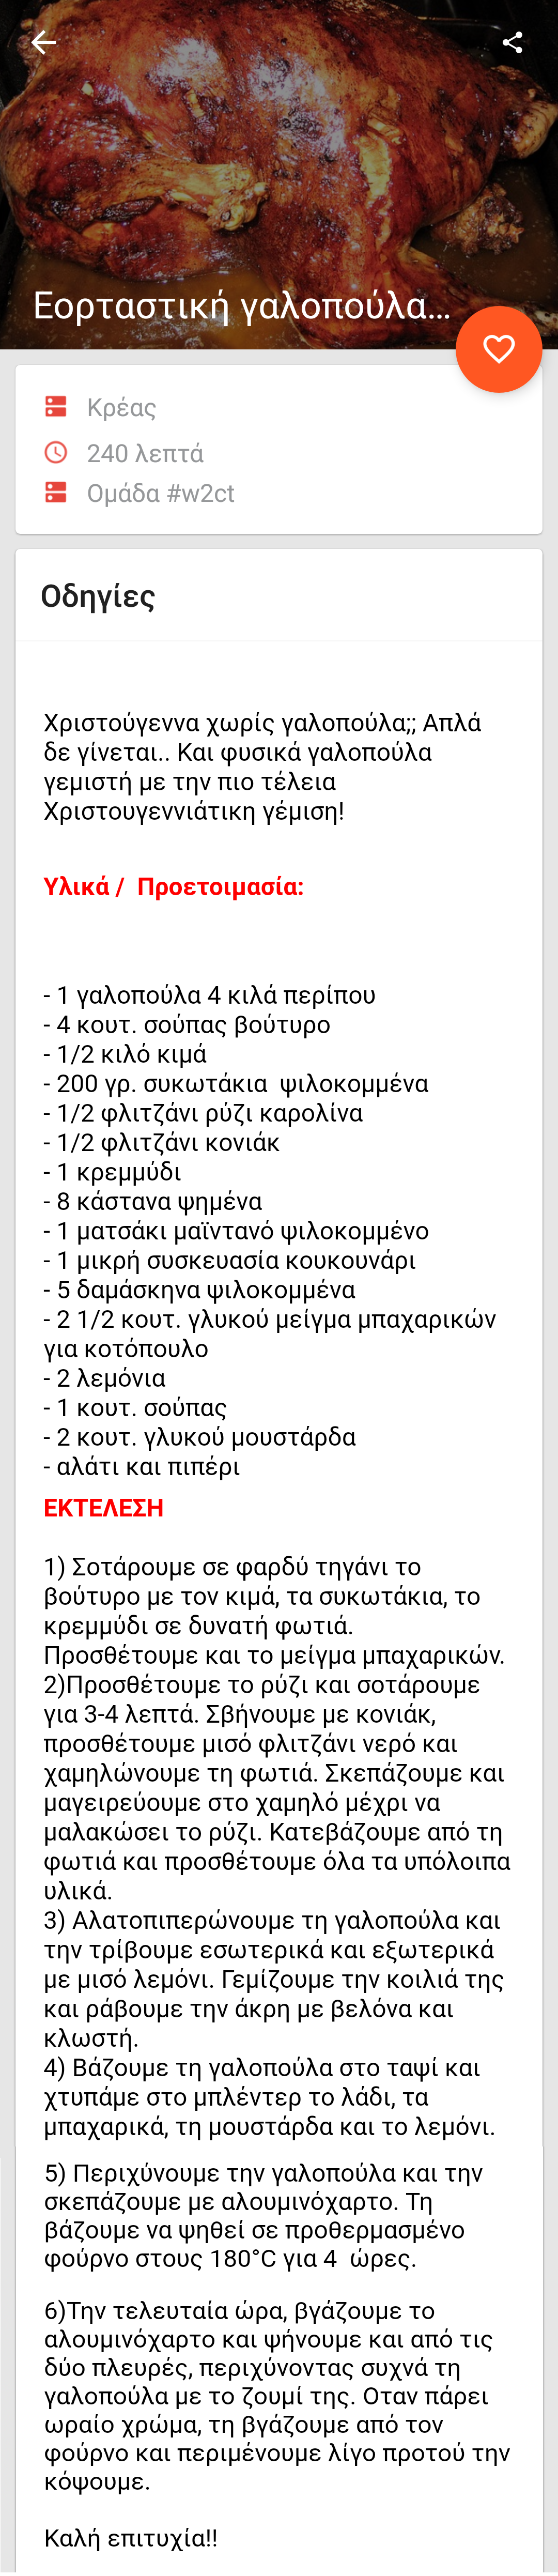 Εορταστική γαλοπούλα...
Κρέας
240 λεπτά
Ομάδα #w2ct
Οδηγίες
Χριστούγεννα χωρίς γαλοπούλα;; Απλά
δε γίνεται.. Και φυσικά γαλοπούλα
γεμιστή με την πιο τέλεια
Χριστουγεννιάτικη γέμιση!
Υλικά /  Προετοιμασία:
- 1 γαλοπούλα 4 κιλά περίπου
- 4 κουτ. σούπας βούτυρο
- 1/2 κιλό κιμά
- 200 γρ. συκωτάκια  ψιλοκομμένα
- 1/2 φλιτζάνι ρύζι καρολίνα
- 1/2 φλιτζάνι κονιάκ
- 1 κρεμμύδι
- 8 κάστανα ψημένα
- 1 ματσάκι μαϊντανό ψιλοκομμένο
- 1 μικρή συσκευασία κουκουνάρι
- 5 δαμάσκηνα ψιλοκομμένα
- 2 1/2 κουτ. γλυκού μείγμα μπαχαρικών
για κοτόπουλο
- 2 λεμόνια
- 1 κουτ. σούπας
- 2 κουτ. γλυκού μουστάρδα
- αλάτι και πιπέρι
ΕΚΤΕΛΕΣΗ
1) Σοτάρουμε σε φαρδύ τηγάνι το
βούτυρο με τον κιμά, τα συκωτάκια, το
κρεμμύδι σε δυνατή φωτιά.
Προσθέτουμε και το μείγμα μπαχαρικών.
2)Προσθέτουμε το ρύζι και σοτάρουμε
για 3-4 λεπτά. Σβήνουμε με κονιάκ,
προσθέτουμε μισό φλιτζάνι νερό και
χαμηλώνουμε τη φωτιά. Σκεπάζουμε και
μαγειρεύουμε στο χαμηλό μέχρι να
μαλακώσει το ρύζι. Κατεβάζουμε από τη
φωτιά και προσθέτουμε όλα τα υπόλοιπα
υλικά.
3) Αλατοπιπερώνουμε τη γαλοπούλα και
την τρίβουμε εσωτερικά και εξωτερικά
με μισό λεμόνι. Γεμίζουμε την κοιλιά της
και ράβουμε την άκρη με βελόνα και
κλωστή.
4) Βάζουμε τη γαλοπούλα στο ταψί και
χτυπάμε στο μπλέντερ το λάδι, τα
μπαχαρικά, τη μουστάρδα και το λεμόνι.
5) Περιχύνουμε την γαλοπούλα και την
σκεπάζουμε με αλουμινόχαρτο. Τη
βάζουμε να ψηθεί σε προθερμασμένο
φούρνο στους 180°C για 4  ώρες.
6)Την τελευταία ώρα, βγάζουμε το
αλουμινόχαρτο και ψήνουμε και από τις
δύο πλευρές, περιχύνοντας συχνά τη
γαλοπούλα με το ζουμί της. Οταν πάρει
ωραίο χρώμα, τη βγάζουμε από τον
φούρνο και περιμένουμε λίγο προτού την
κόψουμε.
Καλή επιτυχία!!